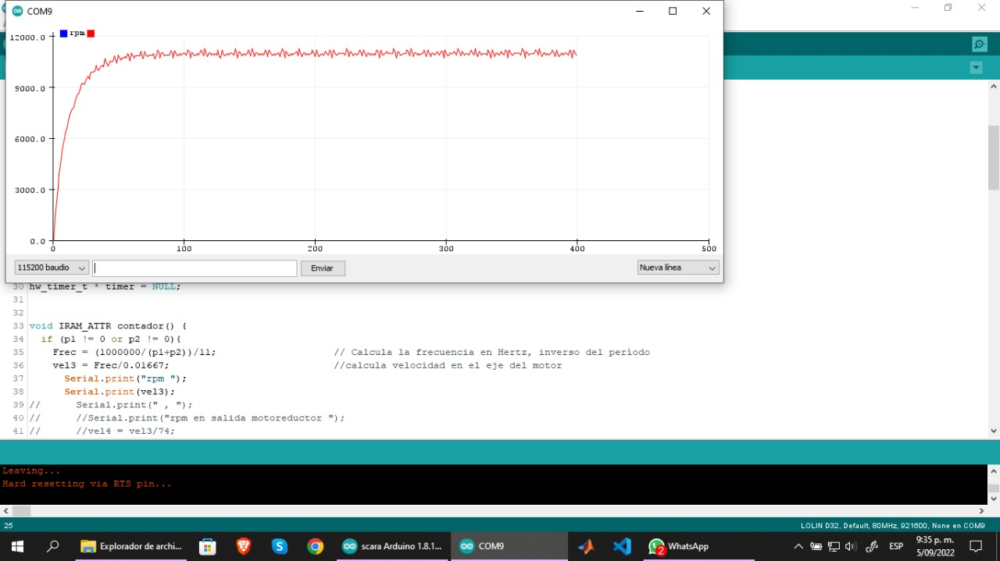 COM9
rpm
12000.0
9000.0
6000.0
3000.0
0.0
0 100 200 300 400 500
115200 baudio
Enviar
Nueva línea
30 hw_timer_t * timer = NULL;
31
32
33 void IRAM_ATTR contador() {
34 if (p1 != 0 or p2 != 0){
35 Frec = (1000000/(p1+p2))/11; // Calcula la frecuencia en Hertz, inverso del período
36 vel3 = Frec/0.01667; //calcula velocidad en el eje del motor
37 Serial.print("rpm ");
38 Serial.print(vel3);
39 // Serial.print(" , ");
40 // //Serial.print("rpm en salida motoreductor ");
41 // //vel4 = vel3/74;
Leaving...
Hard resetting via RTS pin...
25
LOLIN D32, Default, 80MHz, 921600, None en COM9
Explorador de archi...
scara Arduino 1.8.1...
COM9
2
WhatsApp
ESP
9:35 p. m.
5/09/2022